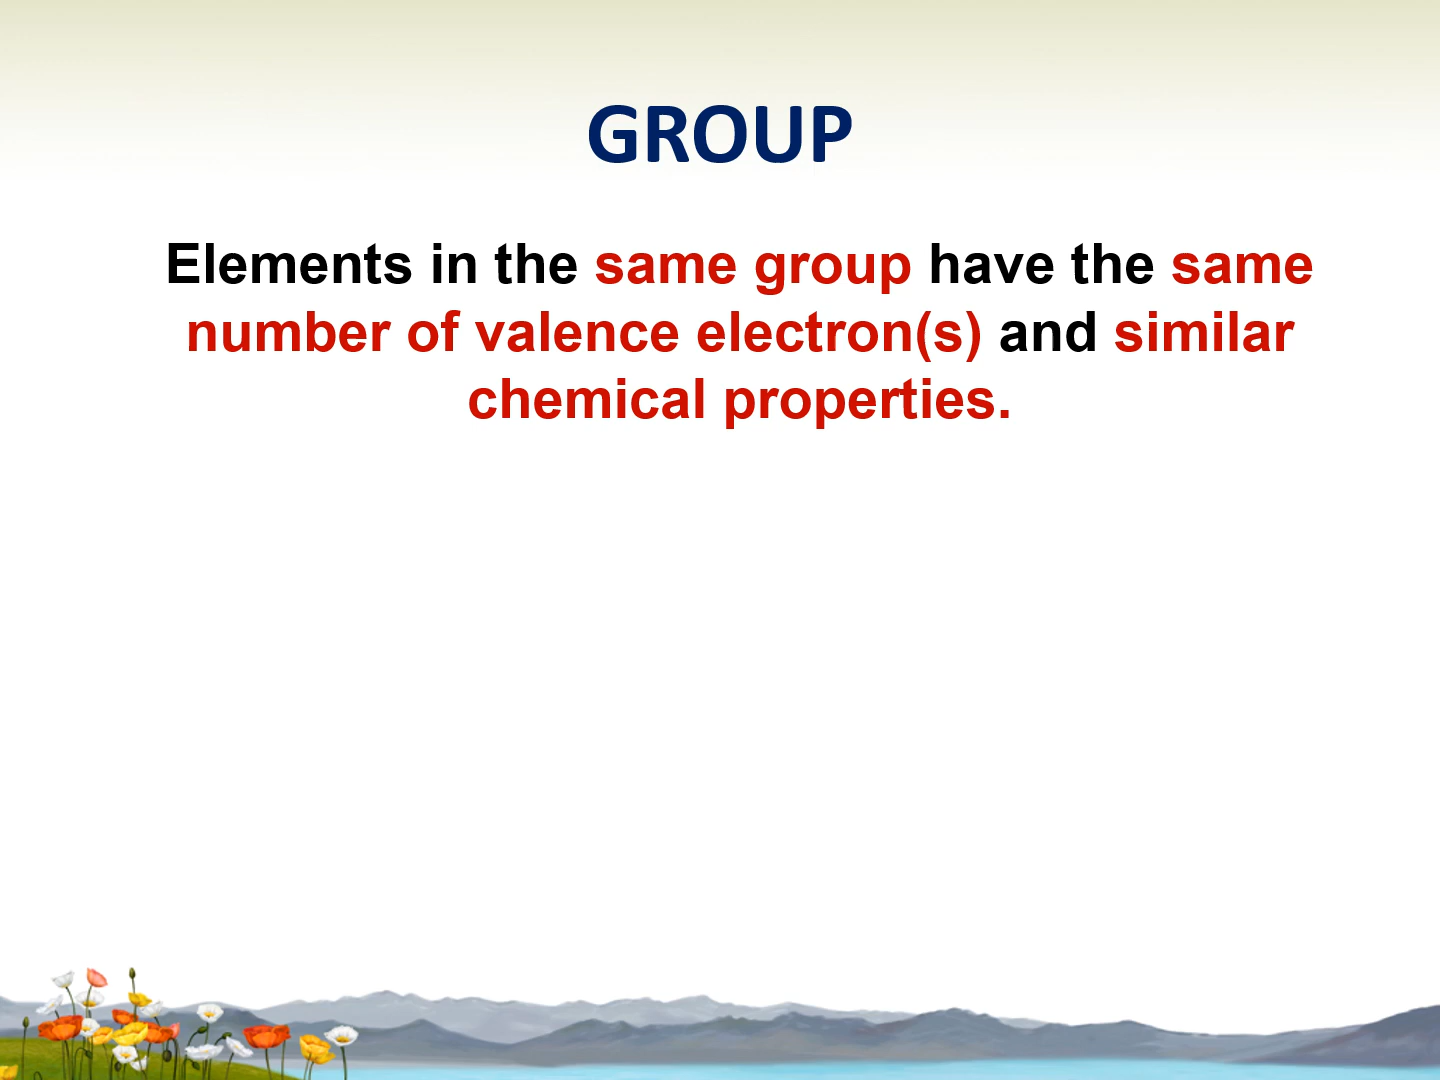 GROUP
Elements in the same group have the same
number of valence electron(s) and similar
chemical properties.